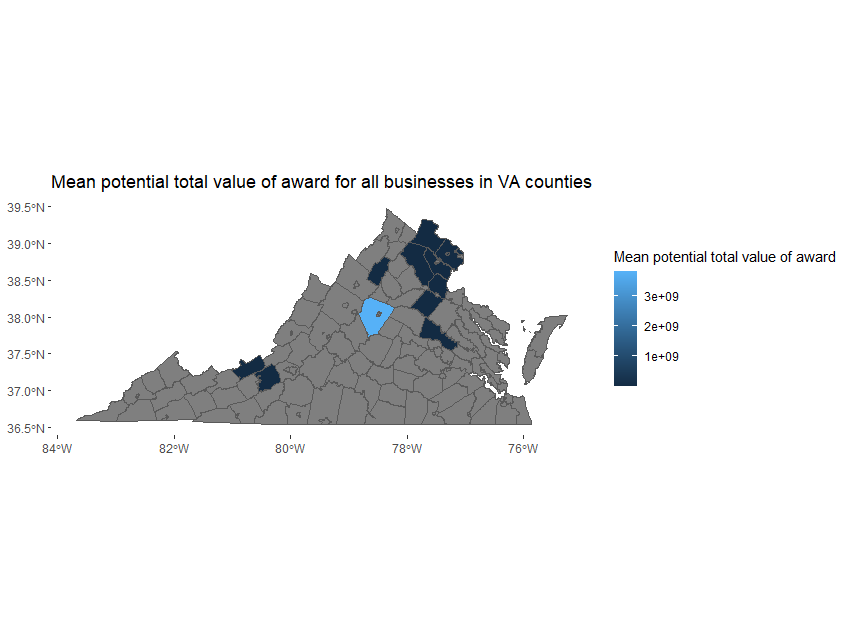 Mean potential total value of award for all businesses in VA counties
39.5°N
39.0°N
38.5°N
38.0°N
37.5°N
37.0°N
36.5°N
84°W
82°W
80°W
78°W
76°W
Mean potential total value of award
3e+09
2e+09
1e+09